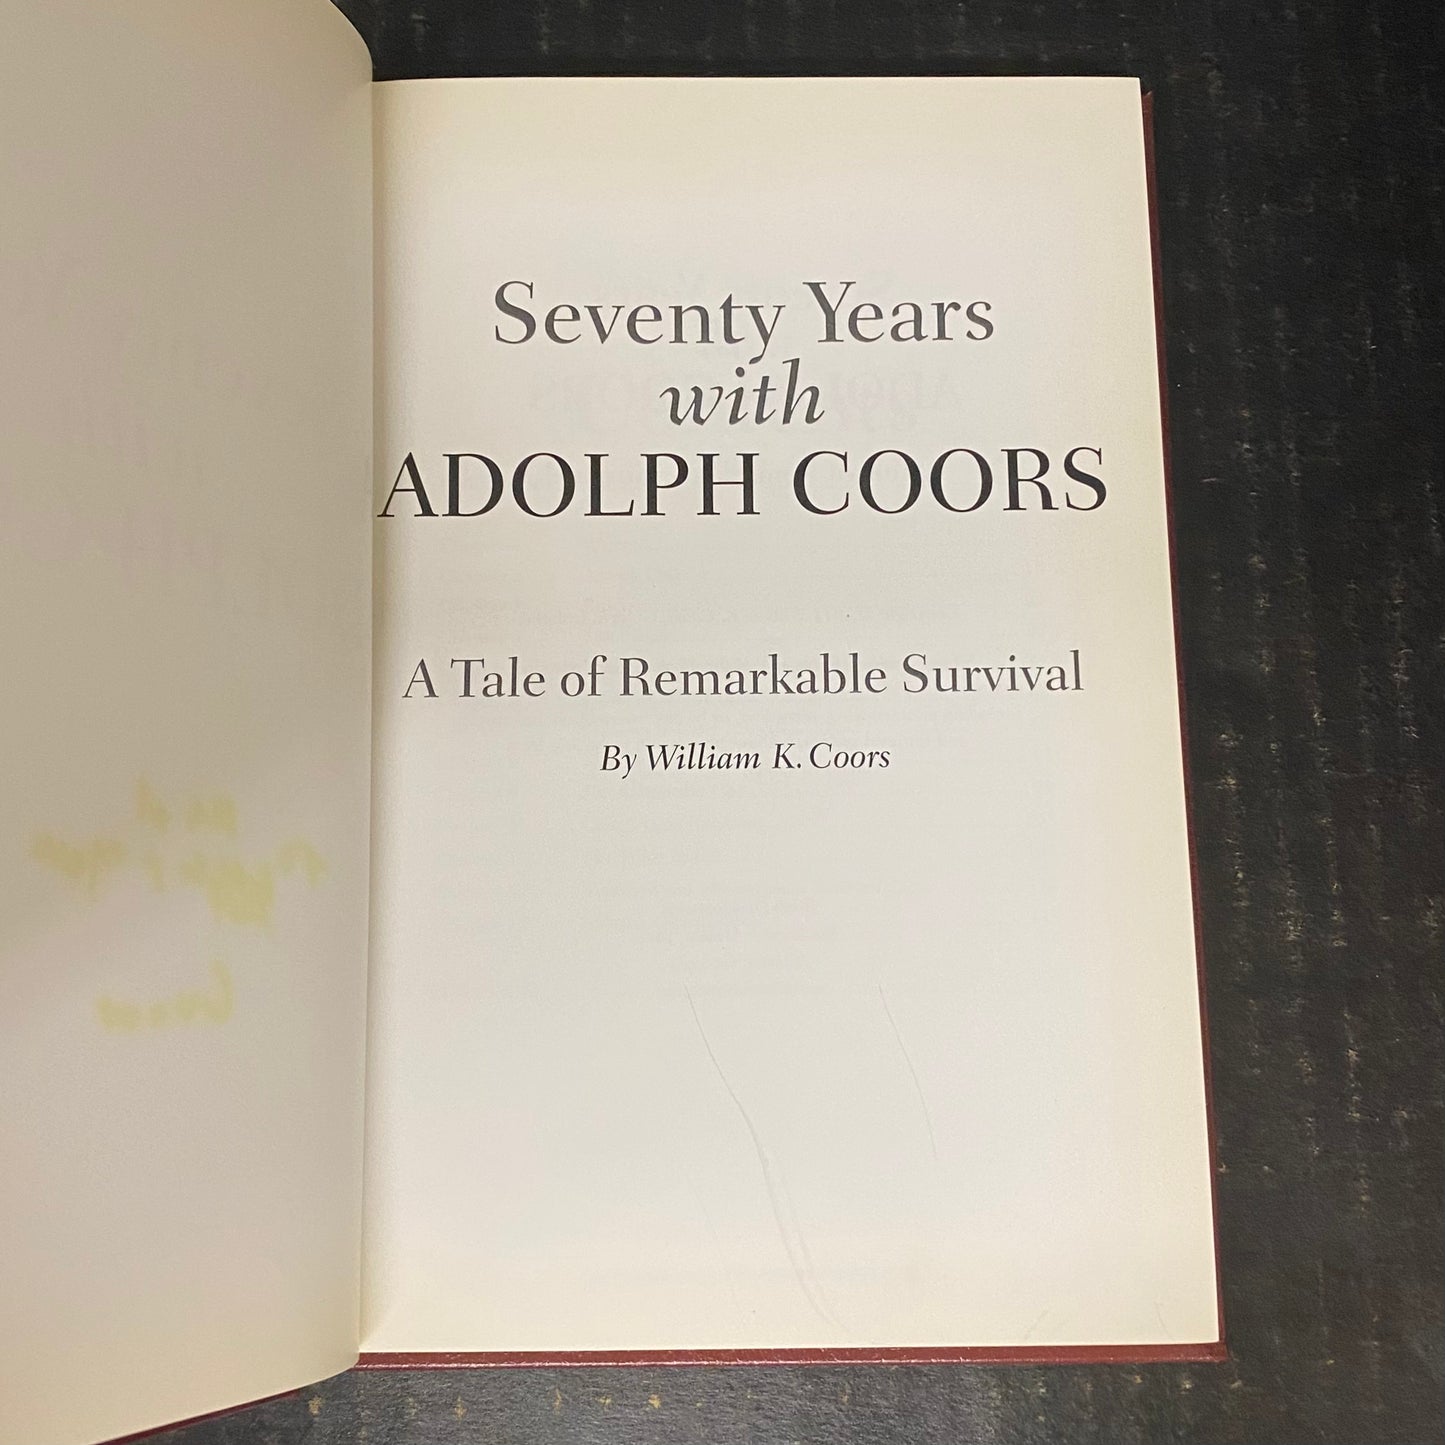 Seventy Years
with
ADOLPH COORS
A Tale of Remarkable Survival
By William K. Coors